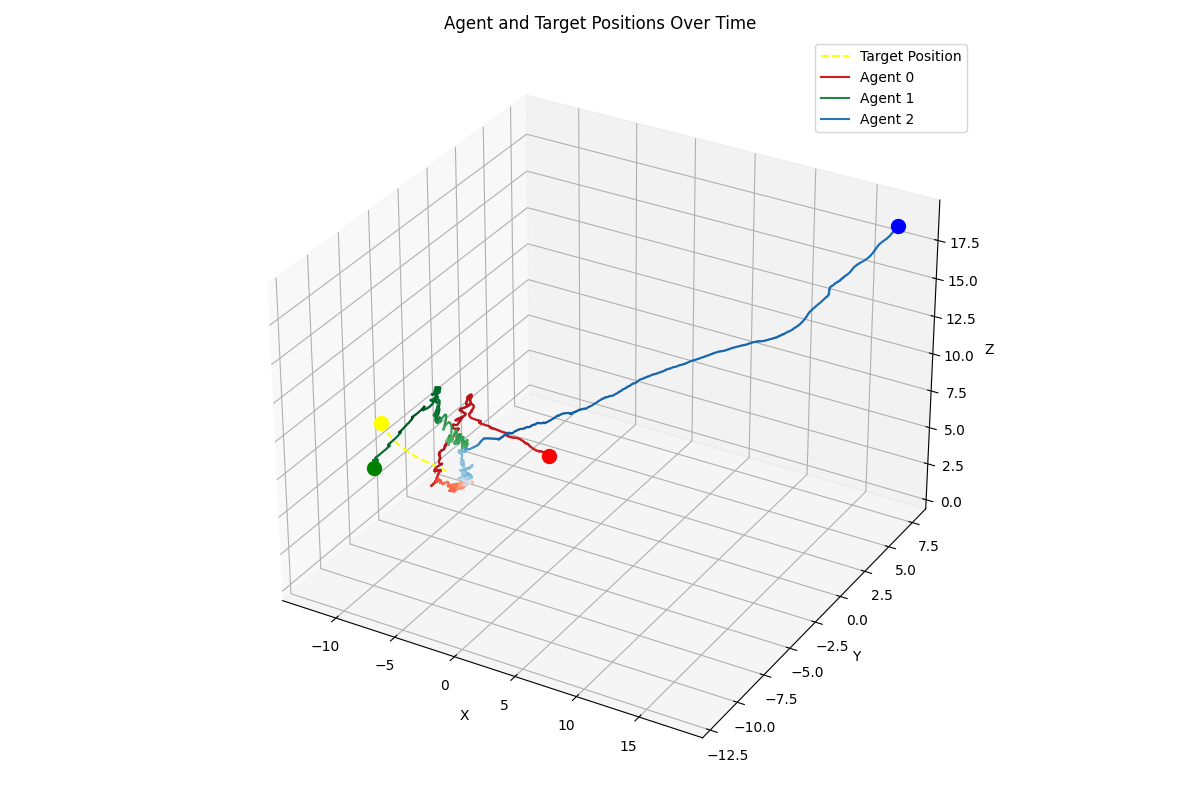 Agent and Target Positions Over Time
Target Position
Agent 0
Agent 1
Agent 2
17.5
15.0
12.5
10.0
7.5
5.0
2.5
0.0
Z
7.5
5.0
2.5
0.0
−2.5
−5.0
−7.5
−10.0
−12.5
Y
−10
−5
0
5
10
15
X